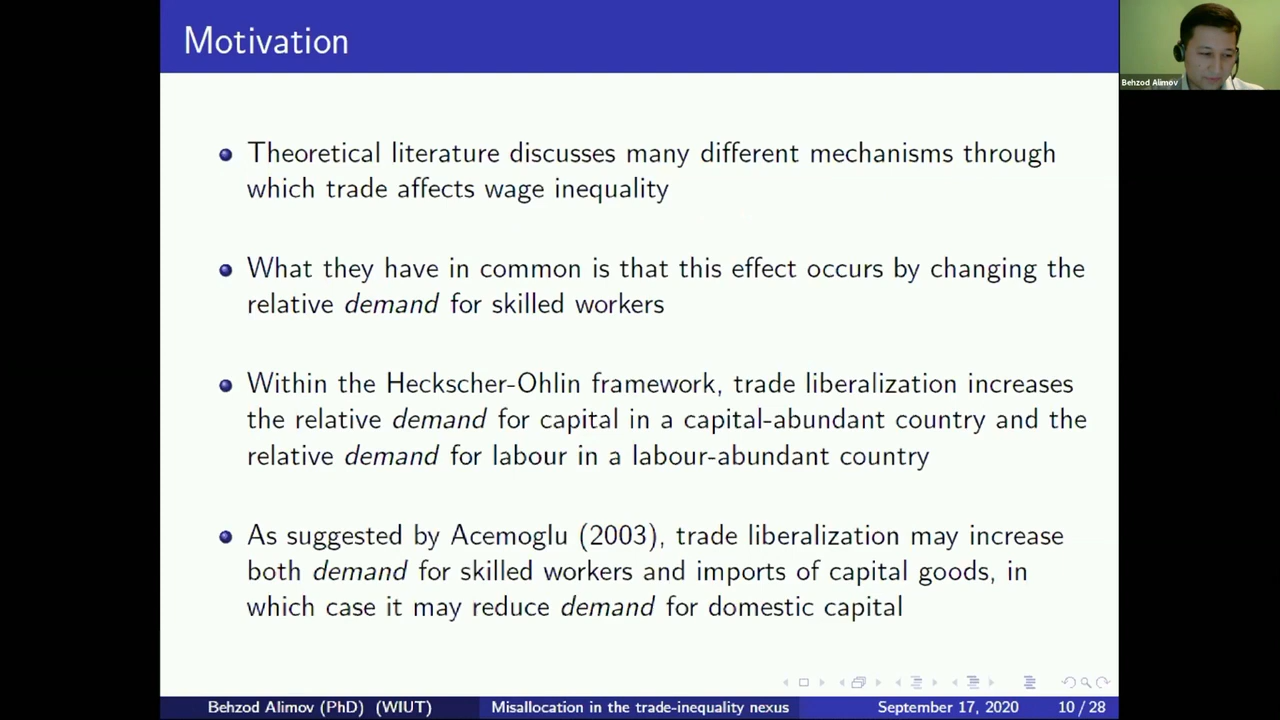 Motivation
Behzod Alimov
Theoretical literature discusses many different mechanisms through
which trade affects wage inequality
What they have in common is that this effect occurs by changing the
relative demand for skilled workers
Within the Heckscher-Ohlin framework, trade liberalization increases
the relative demand for capital in a capital-abundant country and the
relative demand for labour in a labour-abundant country
As suggested by Acemoglu (2003), trade liberalization may increase
both demand for skilled workers and imports of capital goods, in
which case it may reduce demand for domestic capital
Behzod Alimov (PhD) (WIUT) Misallocation in the trade-inequality nexus September 17, 2020 10 / 28